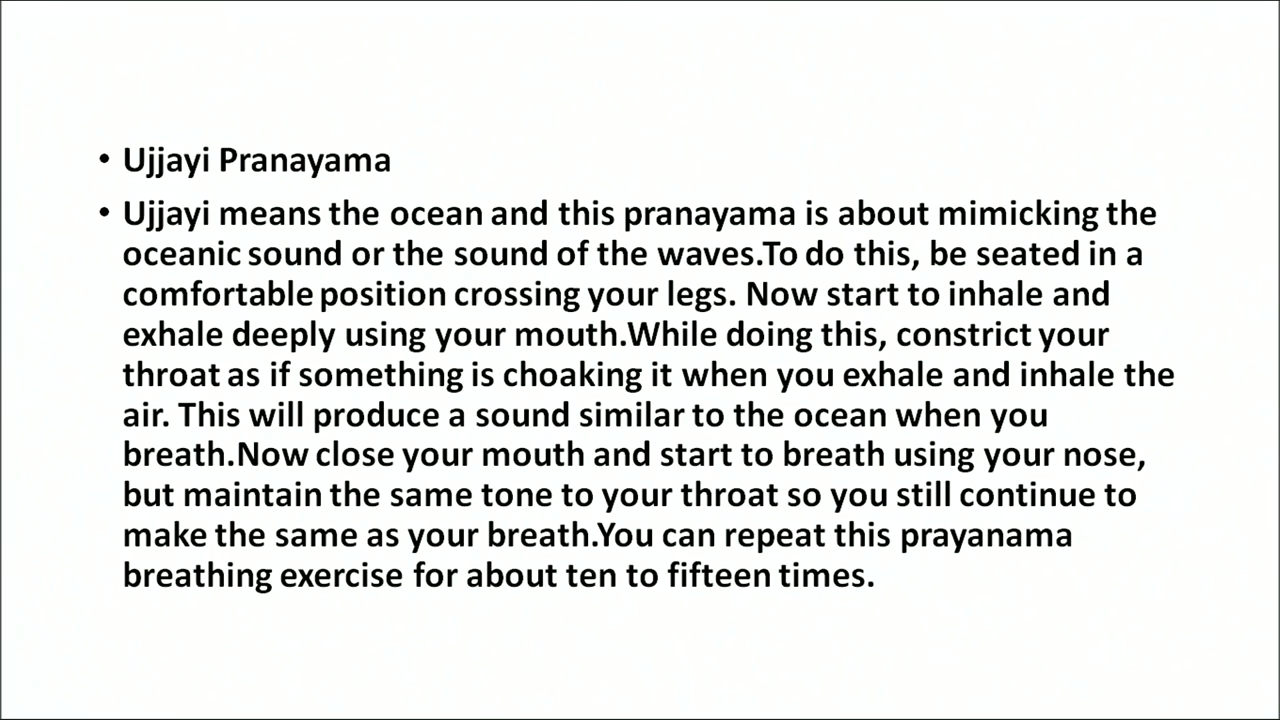 • Ujjayi Pranayama
• Ujjayi means the ocean and this pranayama is about mimicking the
oceanic sound or the sound of the waves.To do this, be seated in a
comfortable position crossing your legs. Now start to inhale and
exhale deeply using your mouth.While doing this, constrict your
throat as if something is choaking it when you exhale and inhale the
air. This will produce a sound similar to the ocean when you
breath.Now close your mouth and start to breath using your nose,
but maintain the same tone to your throat so you still continue to
make the same as your breath.You can repeat this prayanama
breathing exercise for about ten to fifteen times.